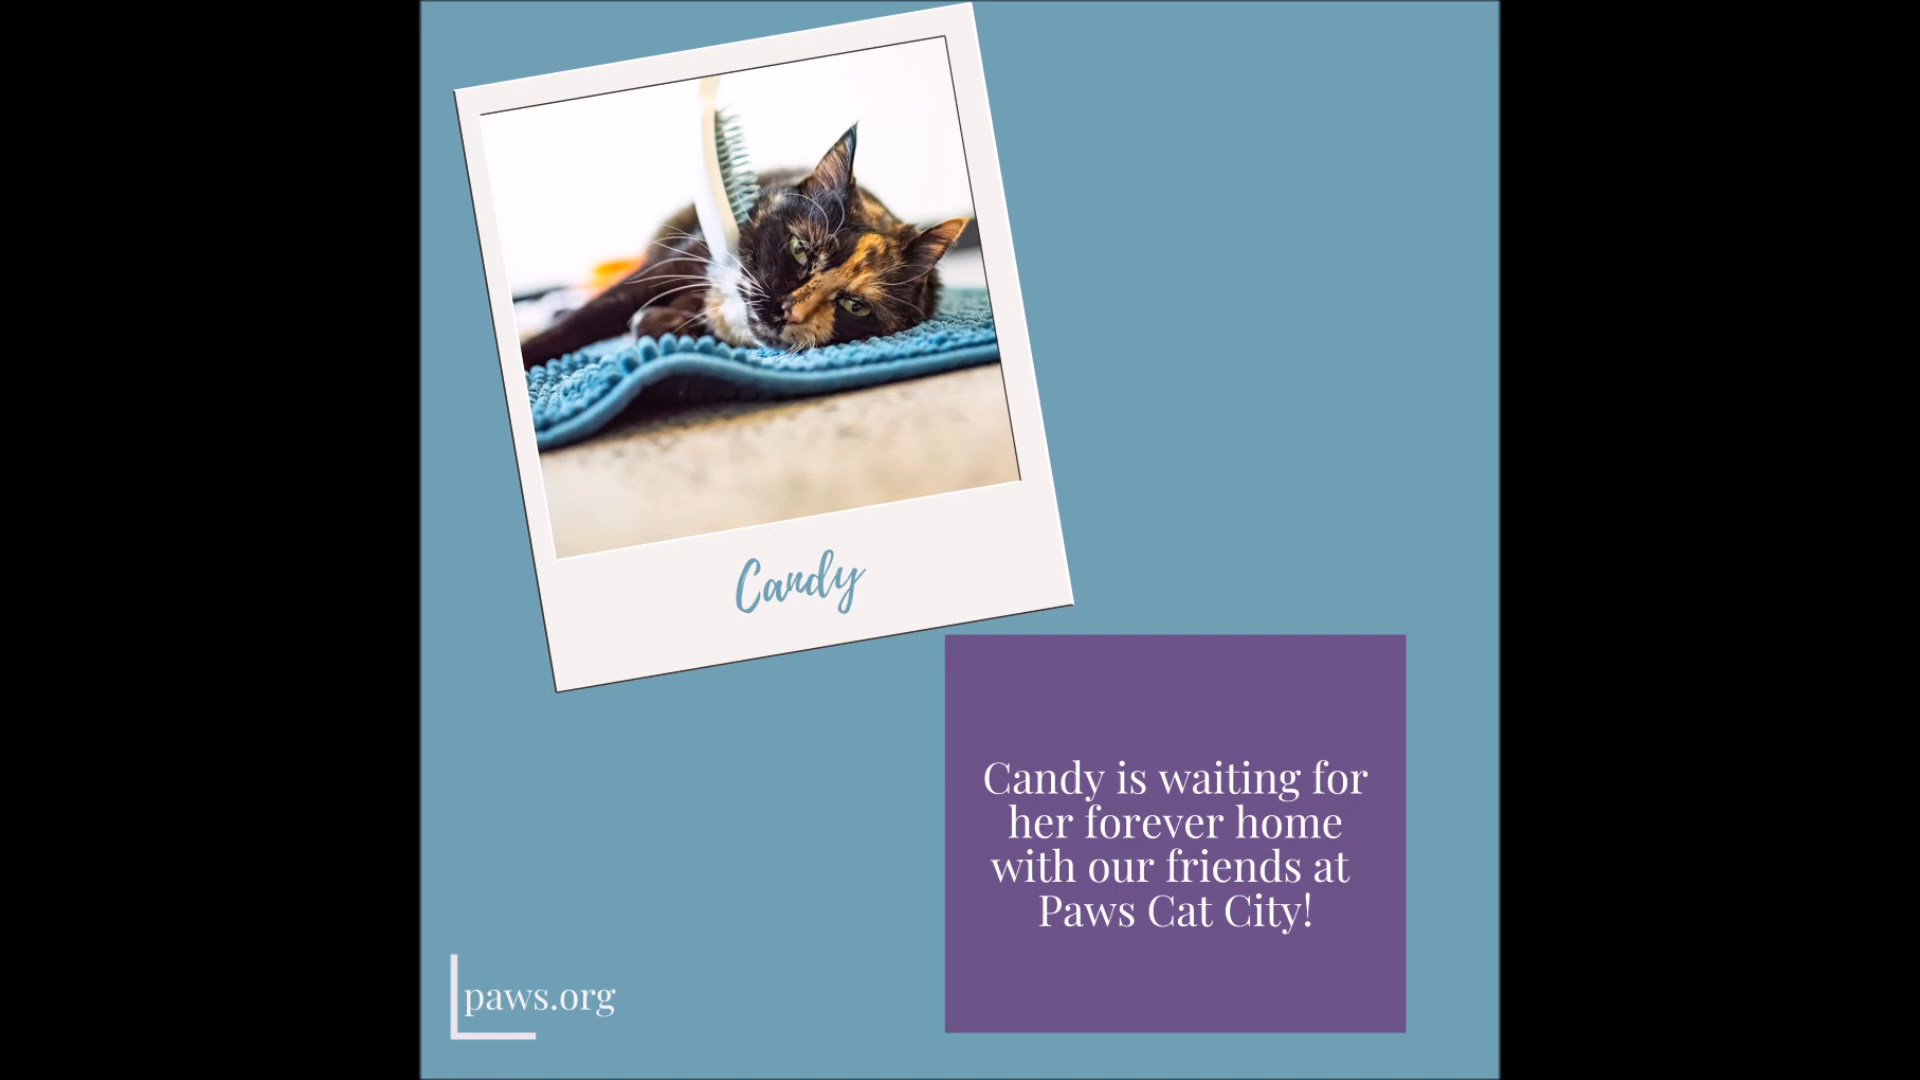 Candy
Candy is waiting for
her forever home
with our friends at
Paws Cat City!
paws.org